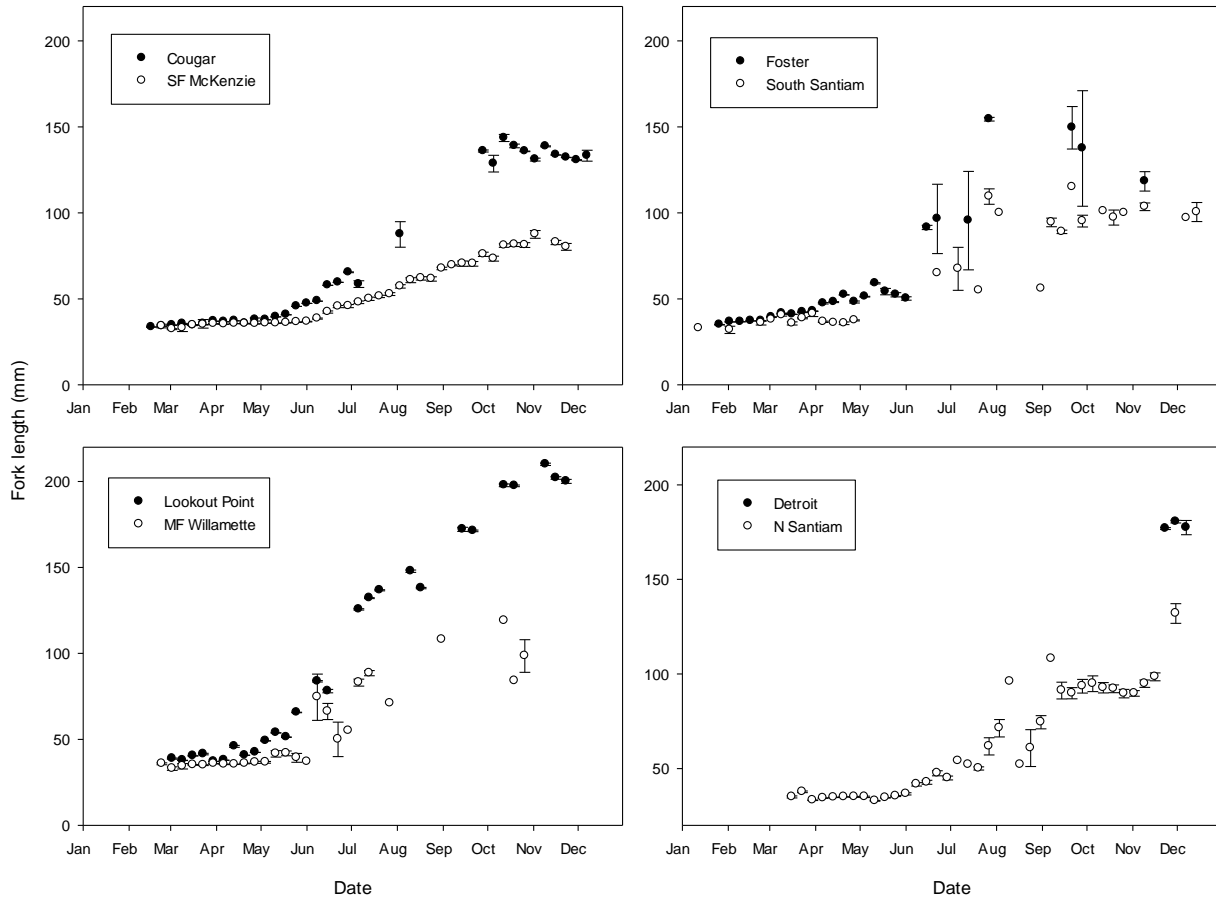 Fork length (mm)
200
150
100
50
0
Cougar
SF McKenzie
Jan Feb Mar Apr May Jun Jul Aug Sep Oct Nov Dec
200
150
100
50
0
Foster
South Santiam
Jan Feb Mar Apr May Jun Jul Aug Sep Oct Nov Dec
200
150
100
50
0
Lookout Point
MF Willamette
Jan Feb Mar Apr May Jun Jul Aug Sep Oct Nov Dec
Date
200
150
100
50
Detroit
N Santiam
Jan Feb Mar Apr May Jun Jul Aug Sep Oct Nov Dec
Date